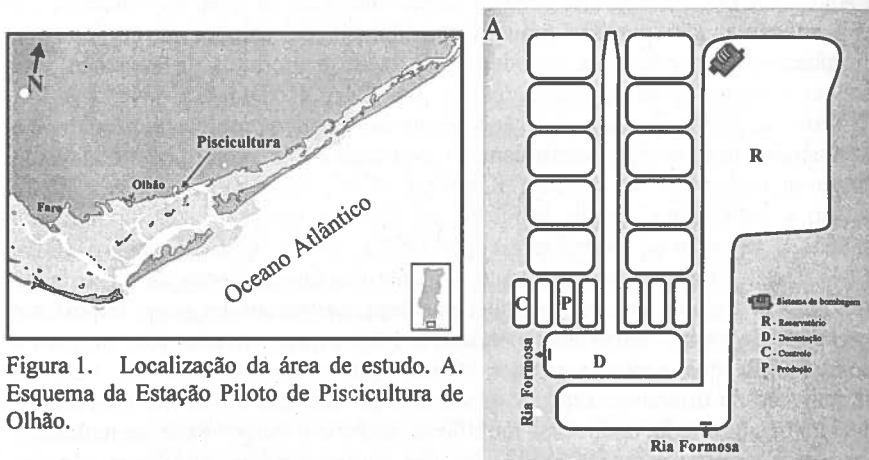 N
Piscicultura
Olhão
Faro
Oceano Atlântico
Figura 1. Localização da área de estudo. A.
Esquema da Estação Piloto de Piscicultura de
Olhão.
A
R
C
P
D
Sistema de bombagem
R - Reservatório
D - Decantação
C - Controlo
P - Produção
Ria Formosa
Ria Formosa